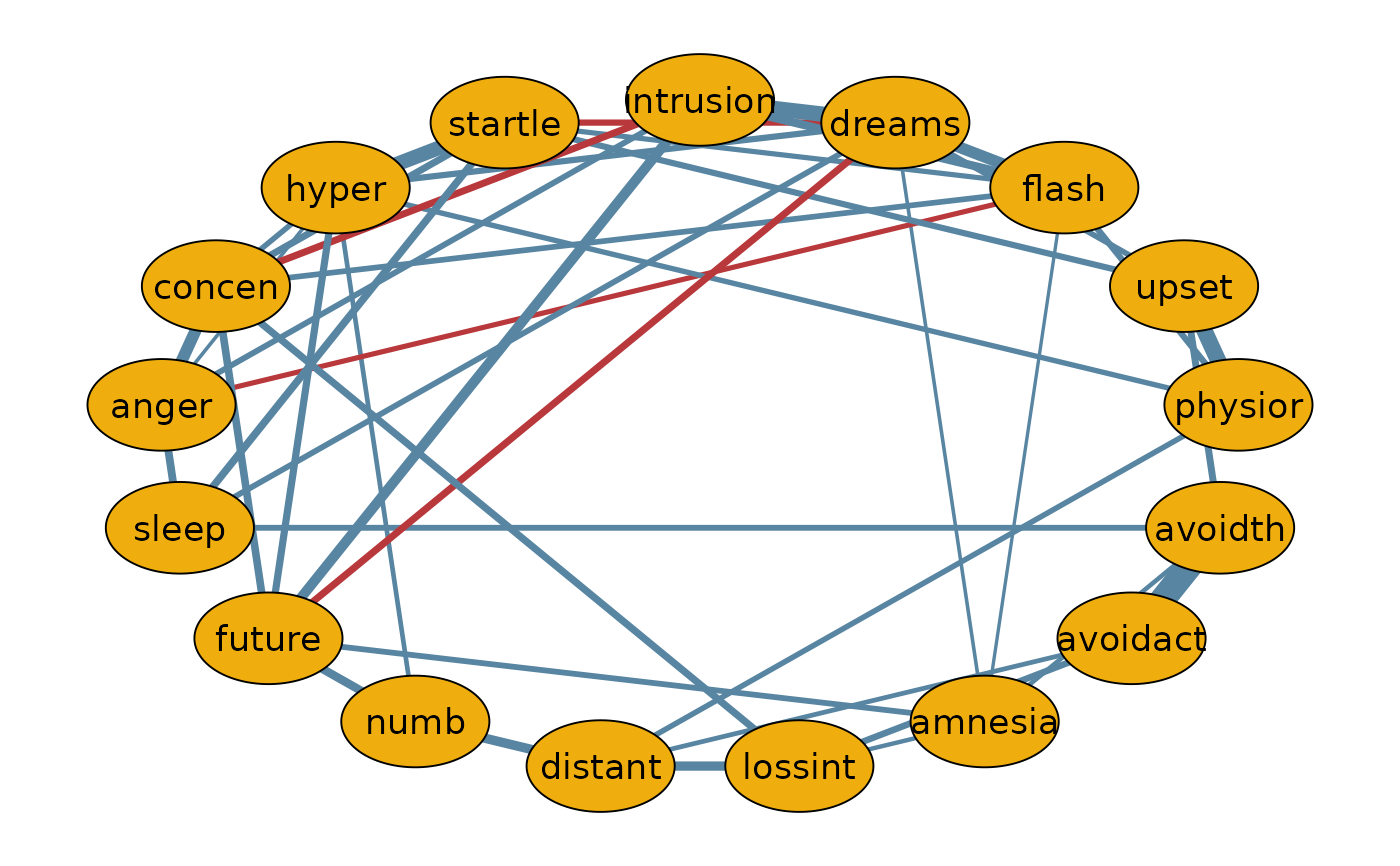 intrusion
startle
dreams
hyper
flash
concen
upset
anger
physior
sleep
avoidth
future
avoidact
numb
amnesia
distant
lossint